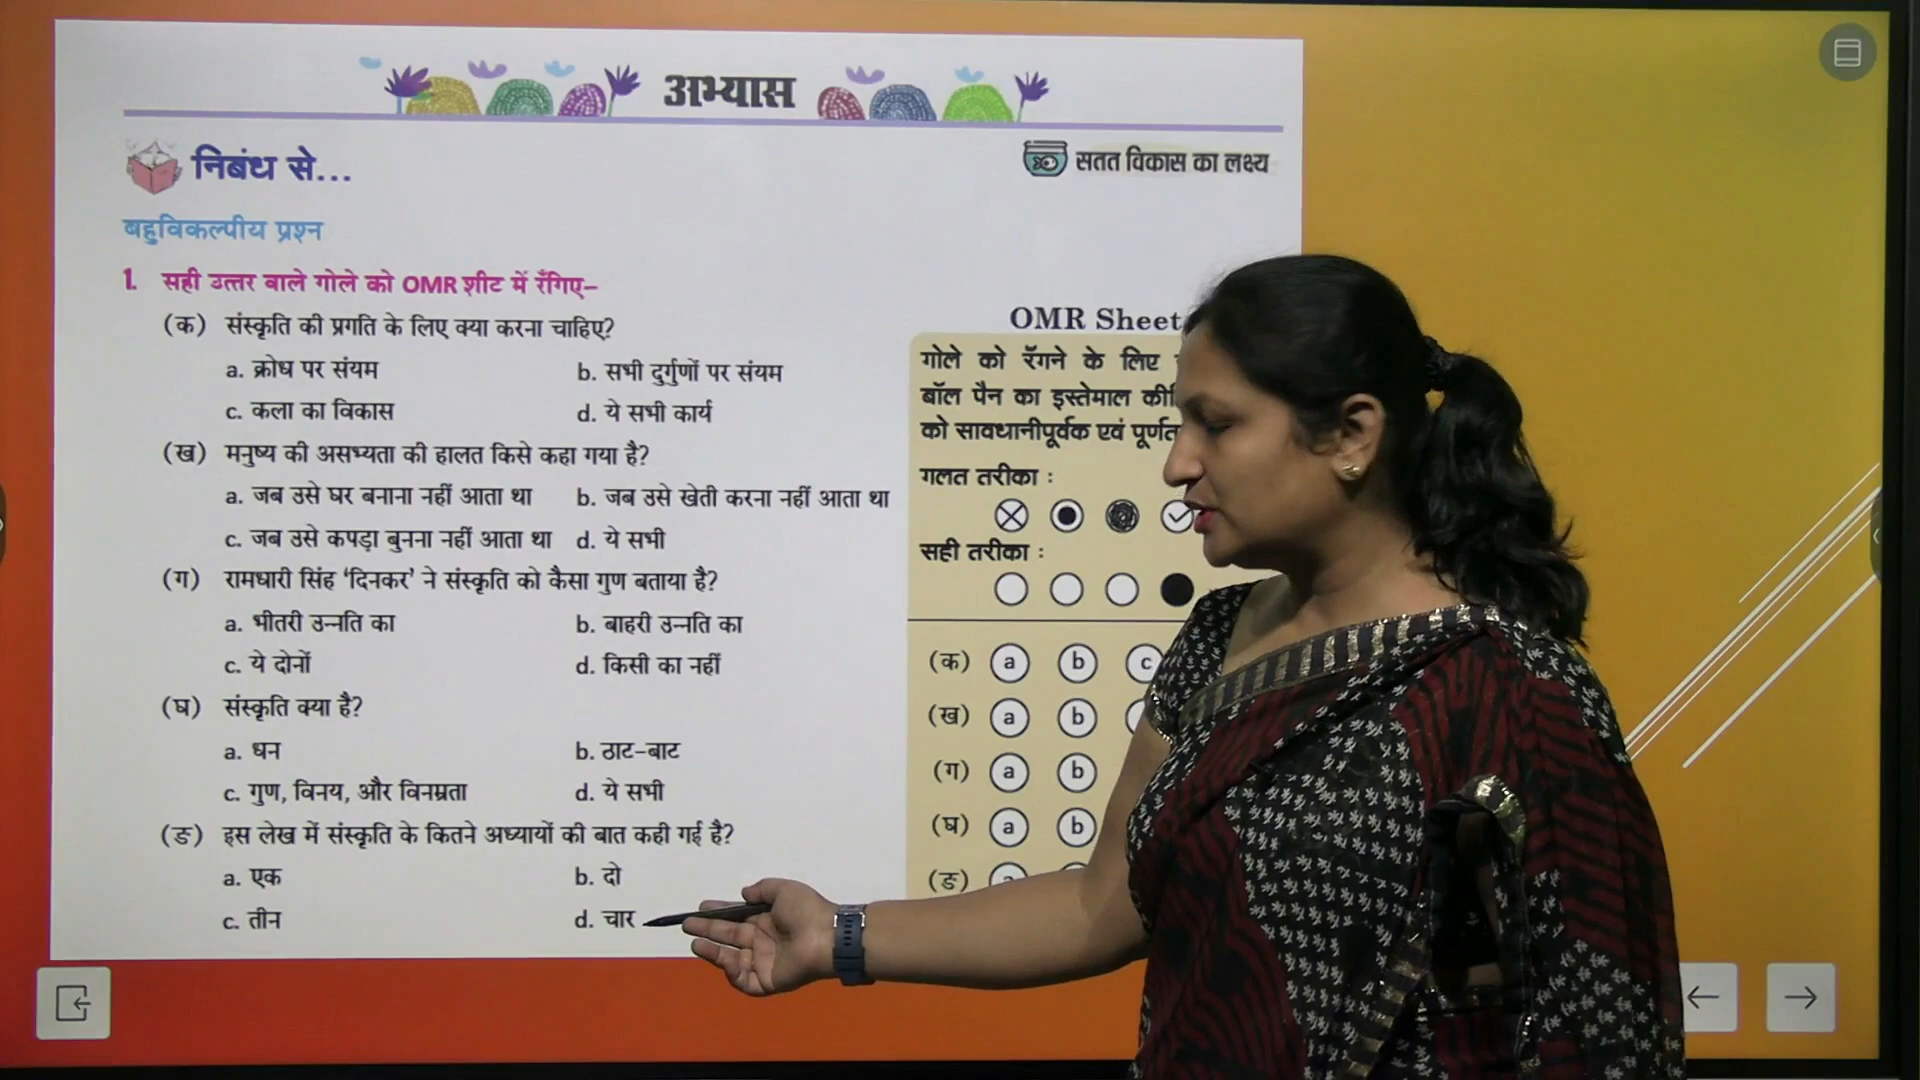 अभ्यास
निबंध से...
सतत विकास का लक्ष्य
बहुविकल्पीय प्रश्न
1. सही उत्तर वाले गोले को OMR शीट में रँगिए–
(क) संस्कृति की प्रगति के लिए क्या करना चाहिए?
a. क्रोध पर संयम b. सभी दुर्गुणों पर संयम
c. कला का विकास d. ये सभी कार्य
(ख) मनुष्य की असभ्यता की हालत किसे कहा गया है?
a. जब उसे घर बनाना नहीं आता था b. जब उसे खेती करना नहीं आता था
c. जब उसे कपड़ा बुनना नहीं आता था d. ये सभी
(ग) रामधारी सिंह ‘दिनकर’ ने संस्कृति को कैसा गुण बताया है?
a. भीतरी उन्नति का b. बाहरी उन्नति का
c. ये दोनों d. किसी का नहीं
(घ) संस्कृति क्या है?
a. धन b. ठाट-बाट
c. गुण, विनय, और विनम्रता d. ये सभी
(ङ) इस लेख में संस्कृति के कितने अध्यायों की बात कही गई है?
a. एक b. दो
c. तीन d. चार
OMR Sheet
गोले को रँगने के लिए
बॉल पैन का इस्तेमाल
को सावधानीपूर्वक एवं
गलत तरीका :
सही तरीका :
(क) a b c
(ख) a b
(ग) a b
(घ) a b
(ङ) a